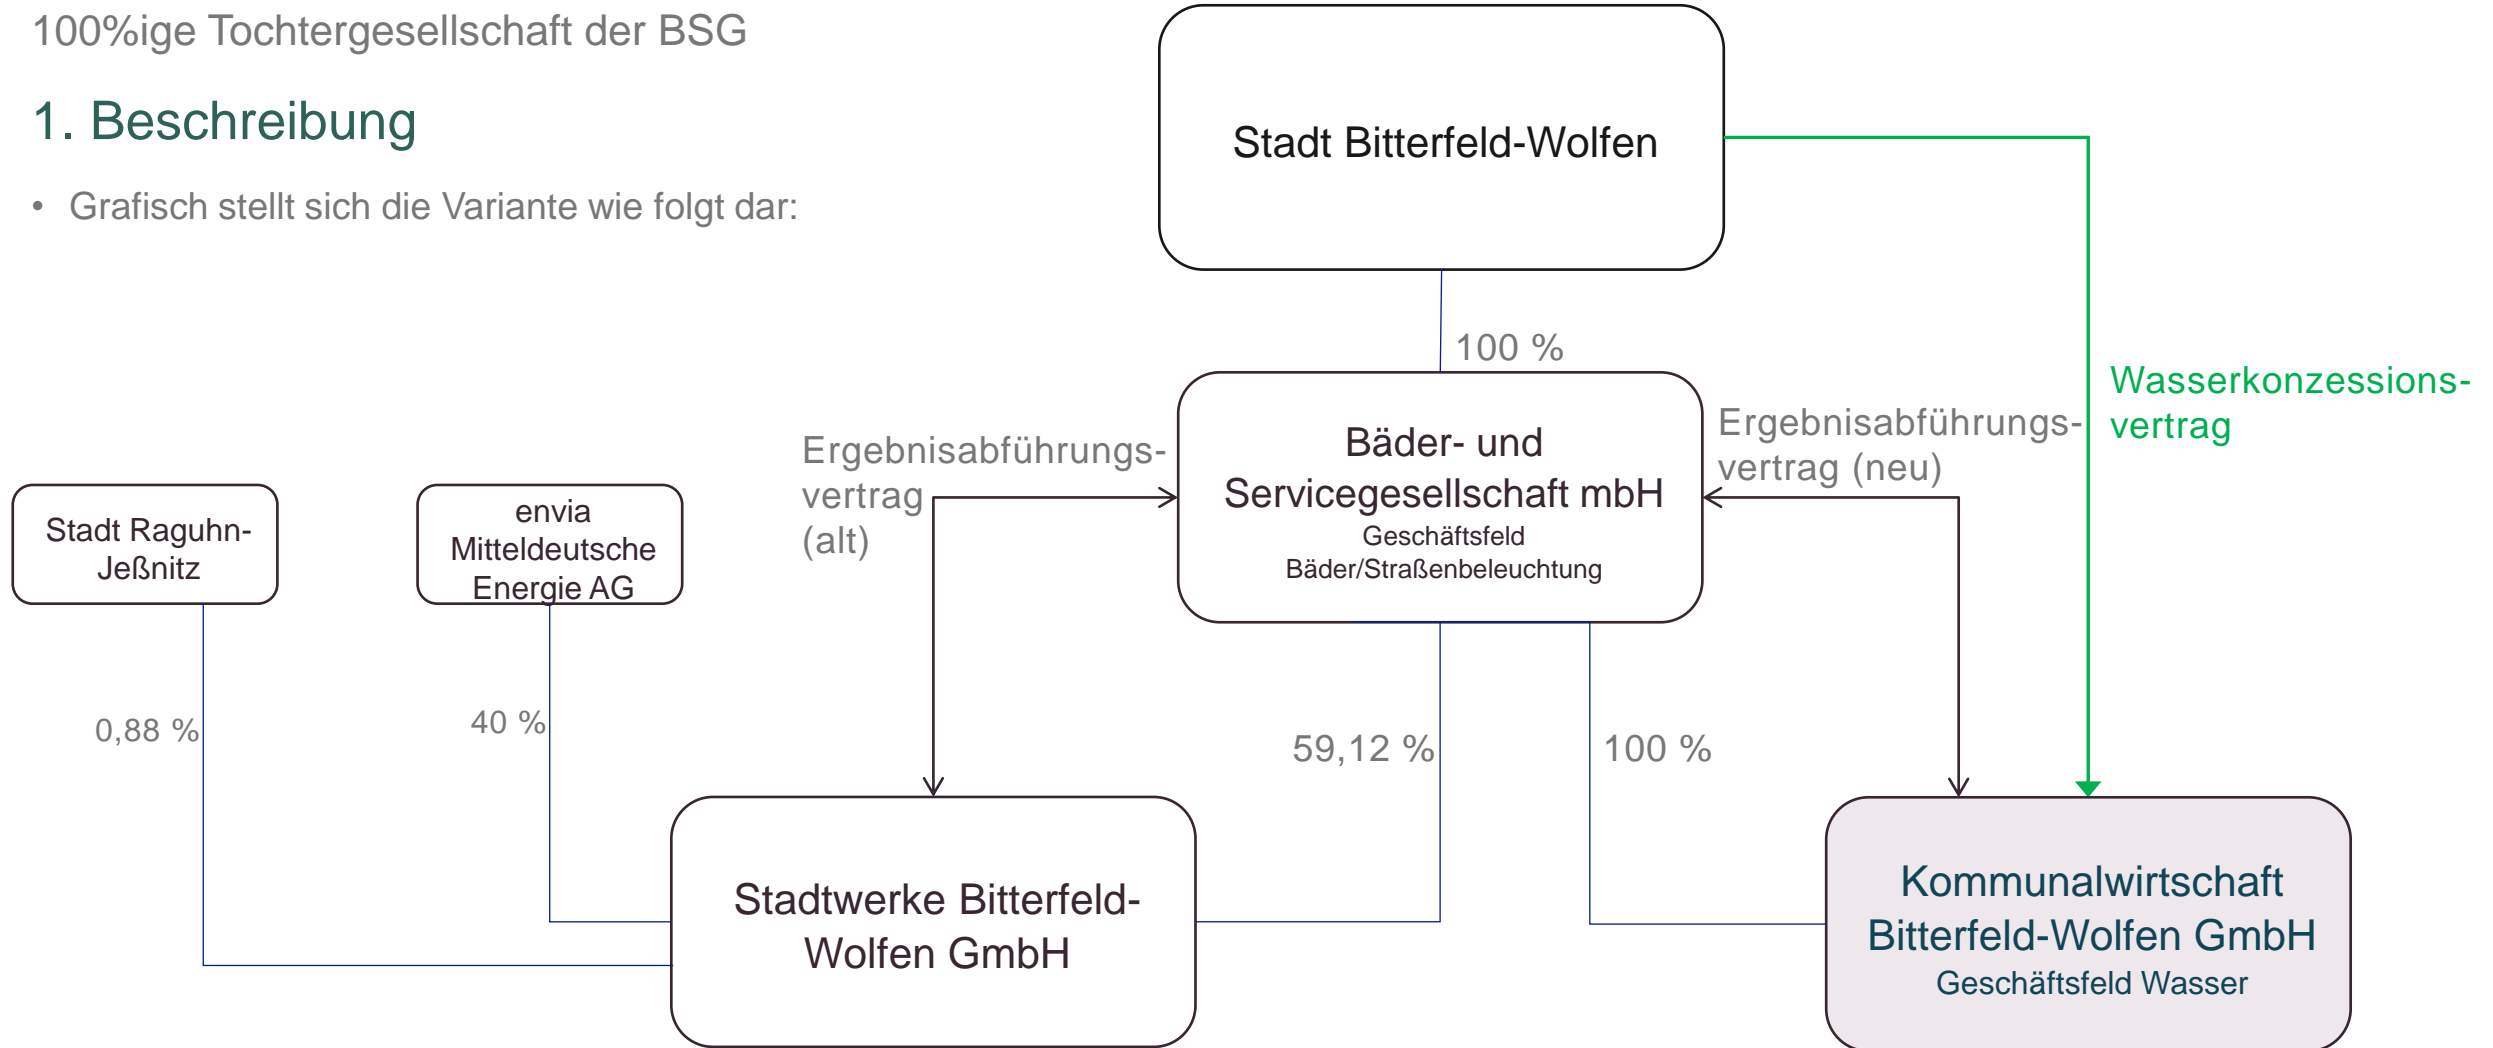 100%ige Tochtergesellschaft der BSG
1. Beschreibung
• Grafisch stellt sich die Variante wie folgt dar:
Stadt Bitterfeld-Wolfen
100 %
Wasserkonzessions-
vertrag
Ergebnisabführungs-
vertrag (neu)
Bäder- und
Servicegesellschaft mbH
Geschäftsfeld
Bäder/Straßenbeleuchtung
Ergebnisabführungs-
vertrag
(alt)
Stadt Raguhn-
Jeßnitz
envia
Mitteldeutsche
Energie AG
0,88 %
40 %
59,12 %
100 %
Stadtwerke Bitterfeld-
Wolfen GmbH
Kommunalwirtschaft
Bitterfeld-Wolfen GmbH
Geschäftsfeld Wasser